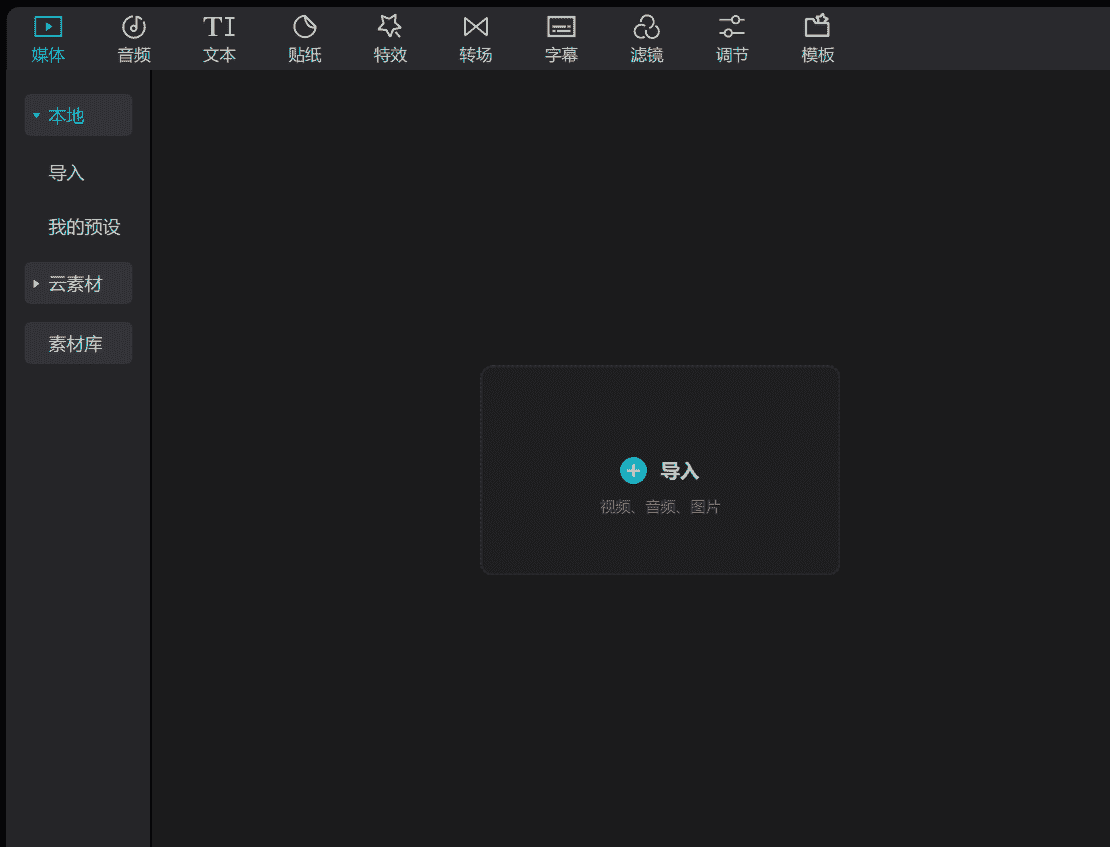 媒体 音频 文本 贴纸 特效 转场 字幕 滤镜 调节 模板
本地
导入
我的预设
云素材
素材库
导入
视频、音频、图片